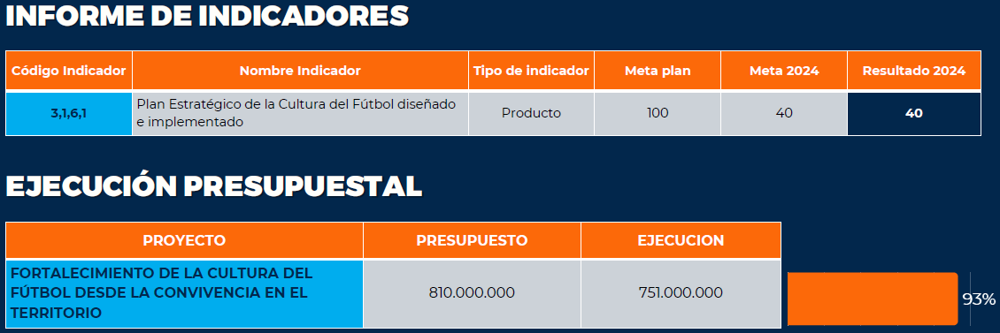 INFORME DE INDICADORES
Código Indicador Nombre Indicador Tipo de indicador Meta plan Meta 2024 Resultado 2024
3,1,6,1 Plan Estratégico de la Cultura del Fútbol diseñado e implementado Producto 100 40 40
EJECUCIÓN PRESUPUESTAL
PROYECTO PRESUPUESTO EJECUCION
FORTALECIMIENTO DE LA CULTURA DEL
FÚTBOL DESDE LA CONVIVENCIA EN EL
TERRITORIO
810.000.000 751.000.000 93%